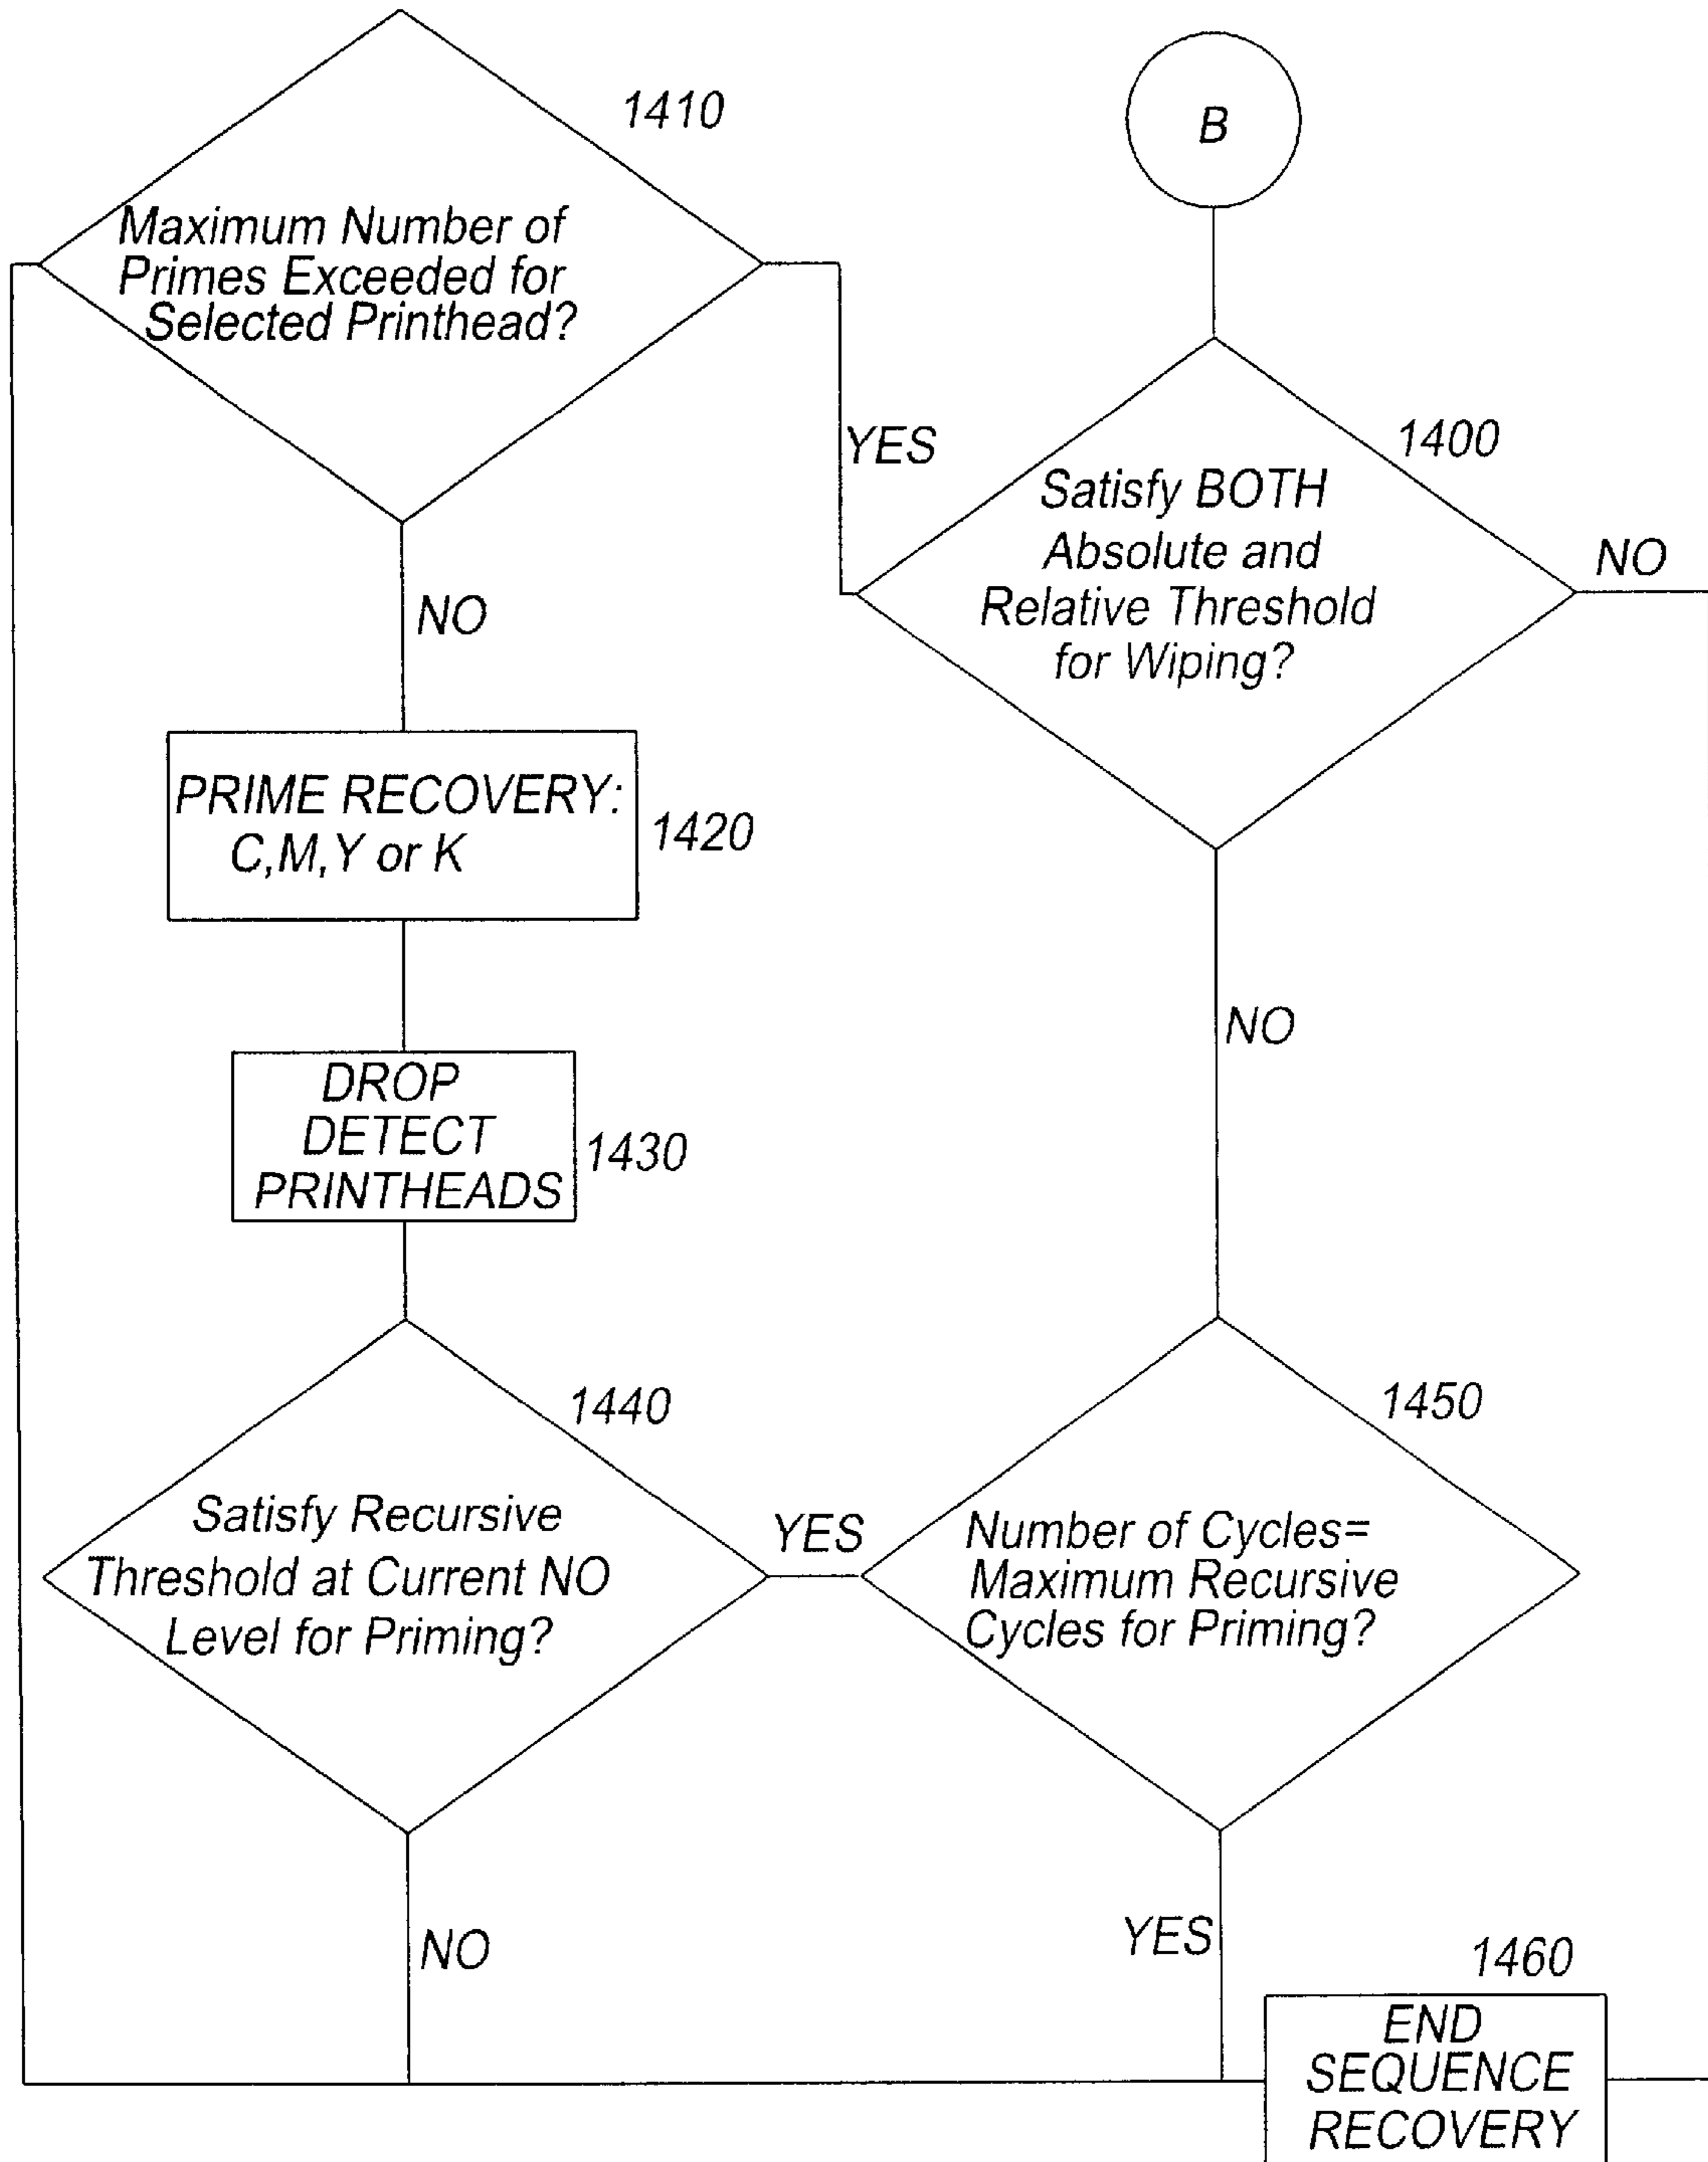 1410
Maximum Number of
Primes Exceeded for
Selected Printhead?
B
YES
1400
Satisfy BOTH
Absolute and
Relative Threshold
for Wiping?
NO
NO
PRIME RECOVERY:
C,M,Y or K
1420
NO
DROP
DETECT
PRINTHEADS
1430
1440
Satisfy Recursive
Threshold at Current NO
Level for Priming?
YES
1450
Number of Cycles=
Maximum Recursive
Cycles for Priming?
NO
YES
1460
END
SEQUENCE
RECOVERY